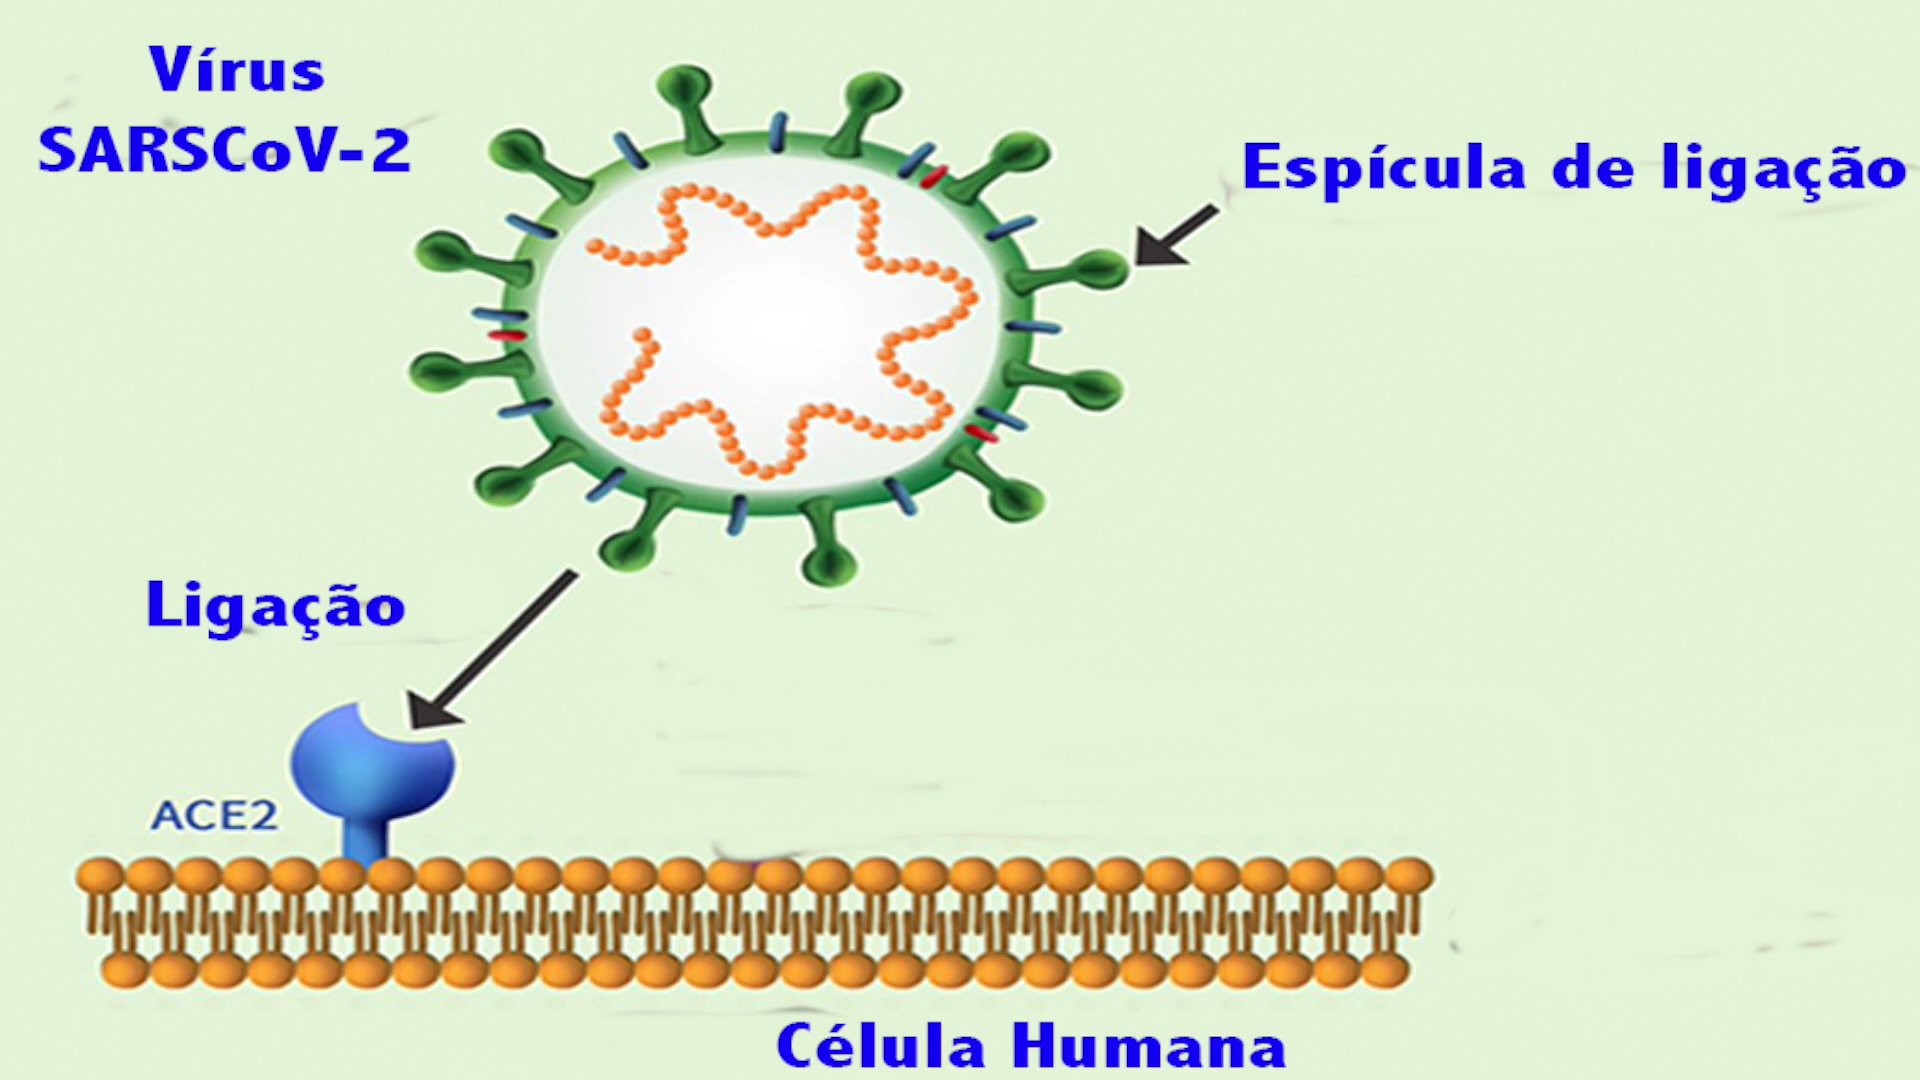 Vírus
SARSCoV-2
Espícula de ligação
Ligação
ACE2
Célula Humana